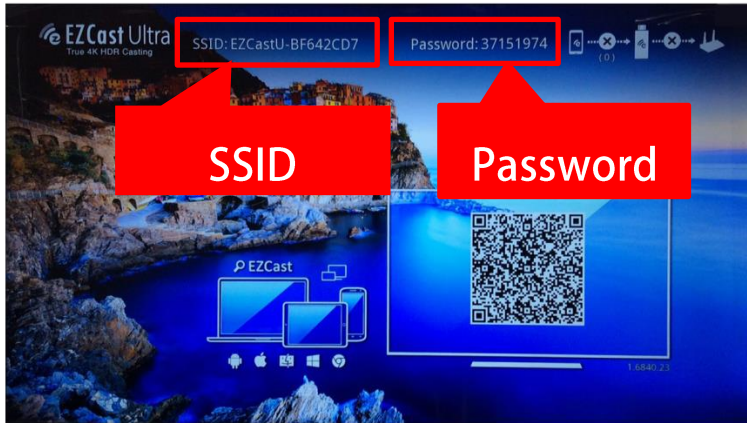 EZCast Ultra
True 4K HDR Casting
SSID: EZCastU-BF642CD7
Password: 37151974
(0)
SSID
Password
EZCast
1.6840.23